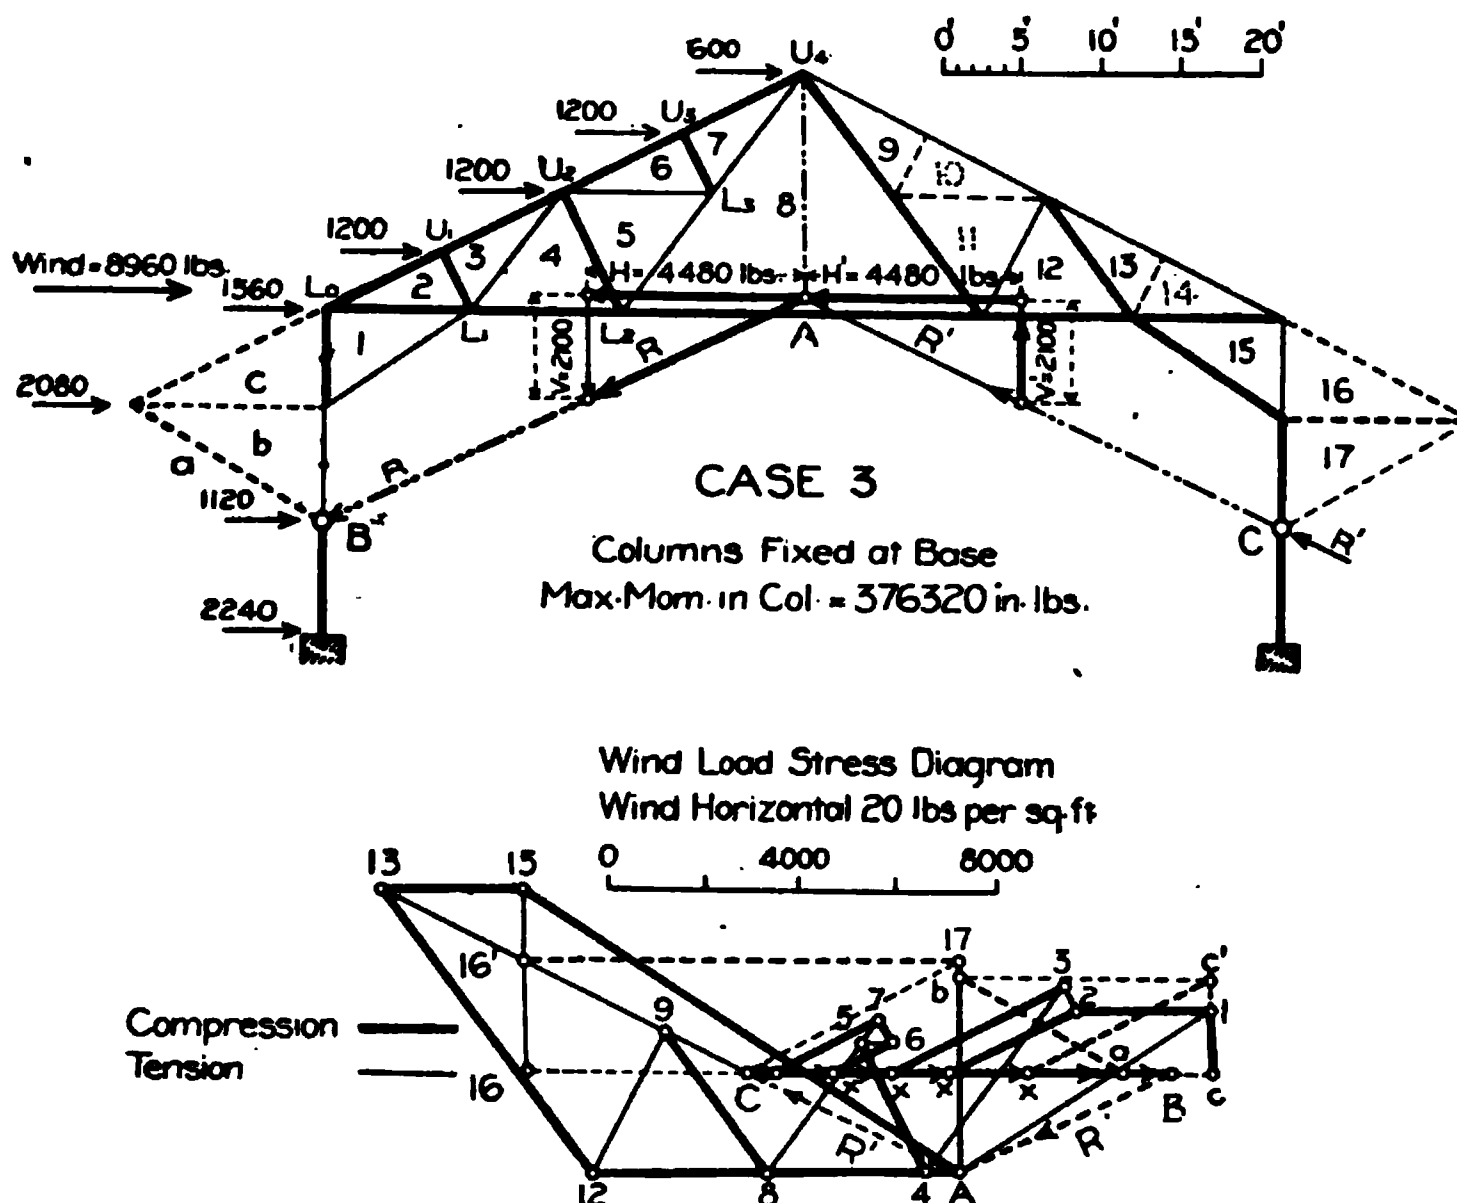 600
U₄
0' 5' 10' 15' 20'
1200
U₃
7
9
10
1200
U₂
6
L₃
8
1200
U₁
3
4
5
11
12
13
14
Wind = 8960 lbs.
1560
L₀
2
H = 4480 lbs.
H' = 4480 lbs.
1
L₁
L₂
A
V = 2100
V' = 2100
R
R'
15
2080
c
16
b
a
R
17
CASE 3
1120
B
C
R'
Columns Fixed at Base
Max. Mom. in Col. = 376320 in. lbs.
2240
Wind Load Stress Diagram
Wind Horizontal 20 lbs per sq. ft
0 4000 8000
13
15
17
3
c'
16'
b
2
1
7
5
9
6
Compression
Tension
16
a
C
x
x
x
x
B
c
R'
R
12
8
4
A